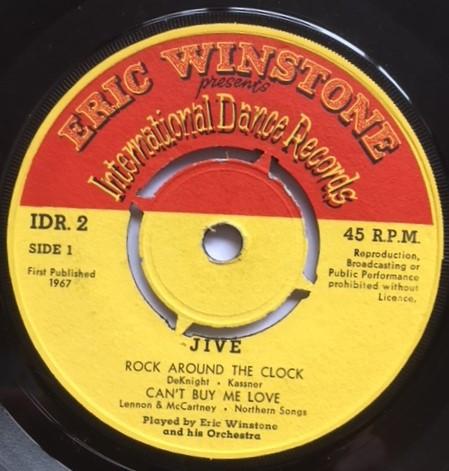 ERIC WINSTONE
presents
International Dance Records
IDR. 2
SIDE 1
First Published
1967
45 R.P.M.
Reproduction,
Broadcasting or
Public Performance
prohibited without
Licence.
JIVE
ROCK AROUND THE CLOCK
DeKnight · Kassner
CAN'T BUY ME LOVE
Lennon & McCartney · Northern Songs
Played by Eric Winstone
and his Orchestra